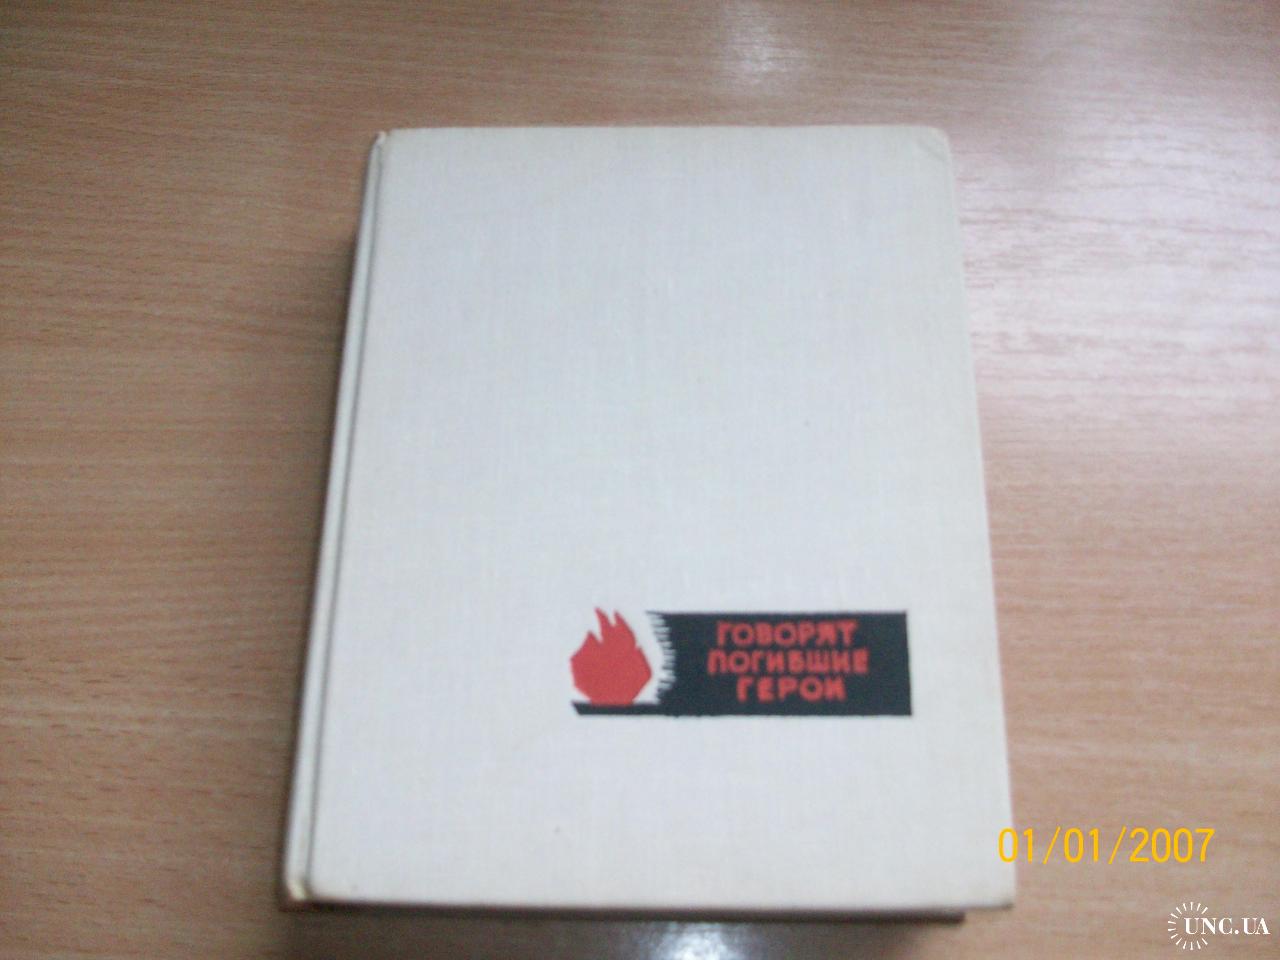 ГОВОРЯТ
ПОГИБШИЕ
ГЕРОИ
01/01/2007
UNC.UA